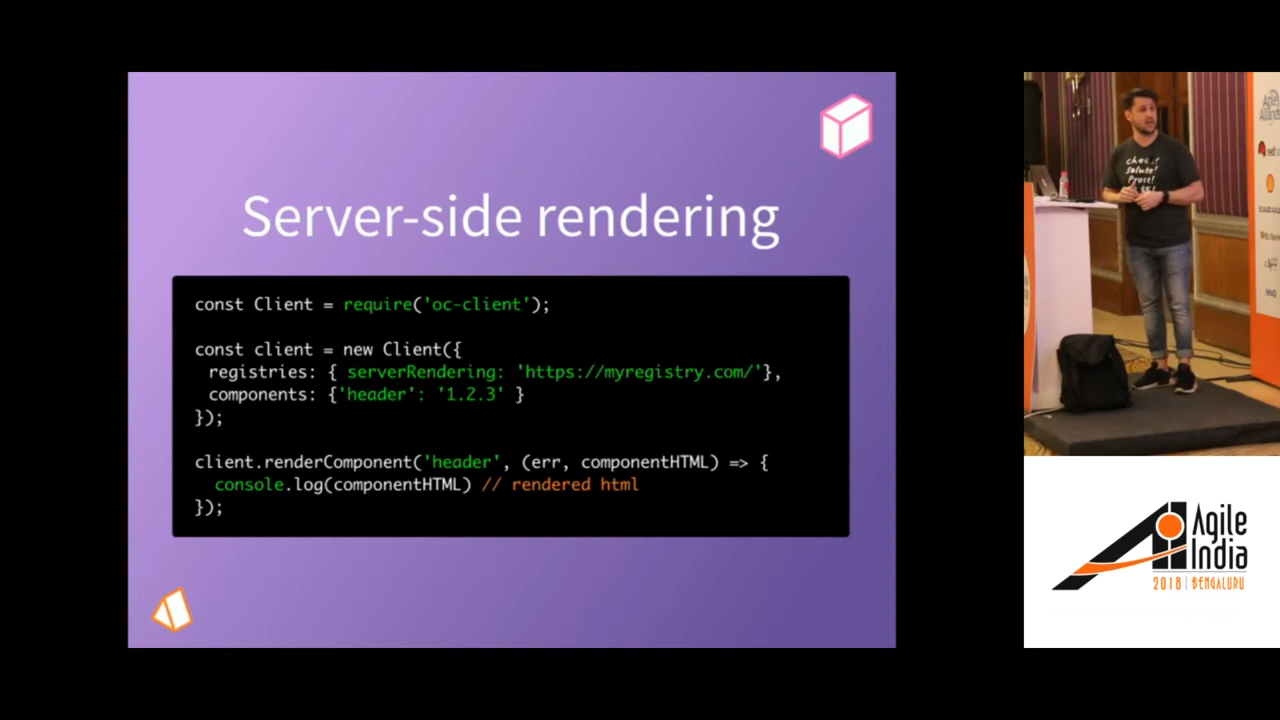 Server-side rendering
const Client = require('oc-client');
const client = new Client({
registries: { serverRendering: 'https://myregistry.com/'},
components: {'header': '1.2.3' }
});
client.renderComponent('header', (err, componentHTML) => {
console.log(componentHTML) // rendered html
});
Agile
India
2018 | BENGALURU